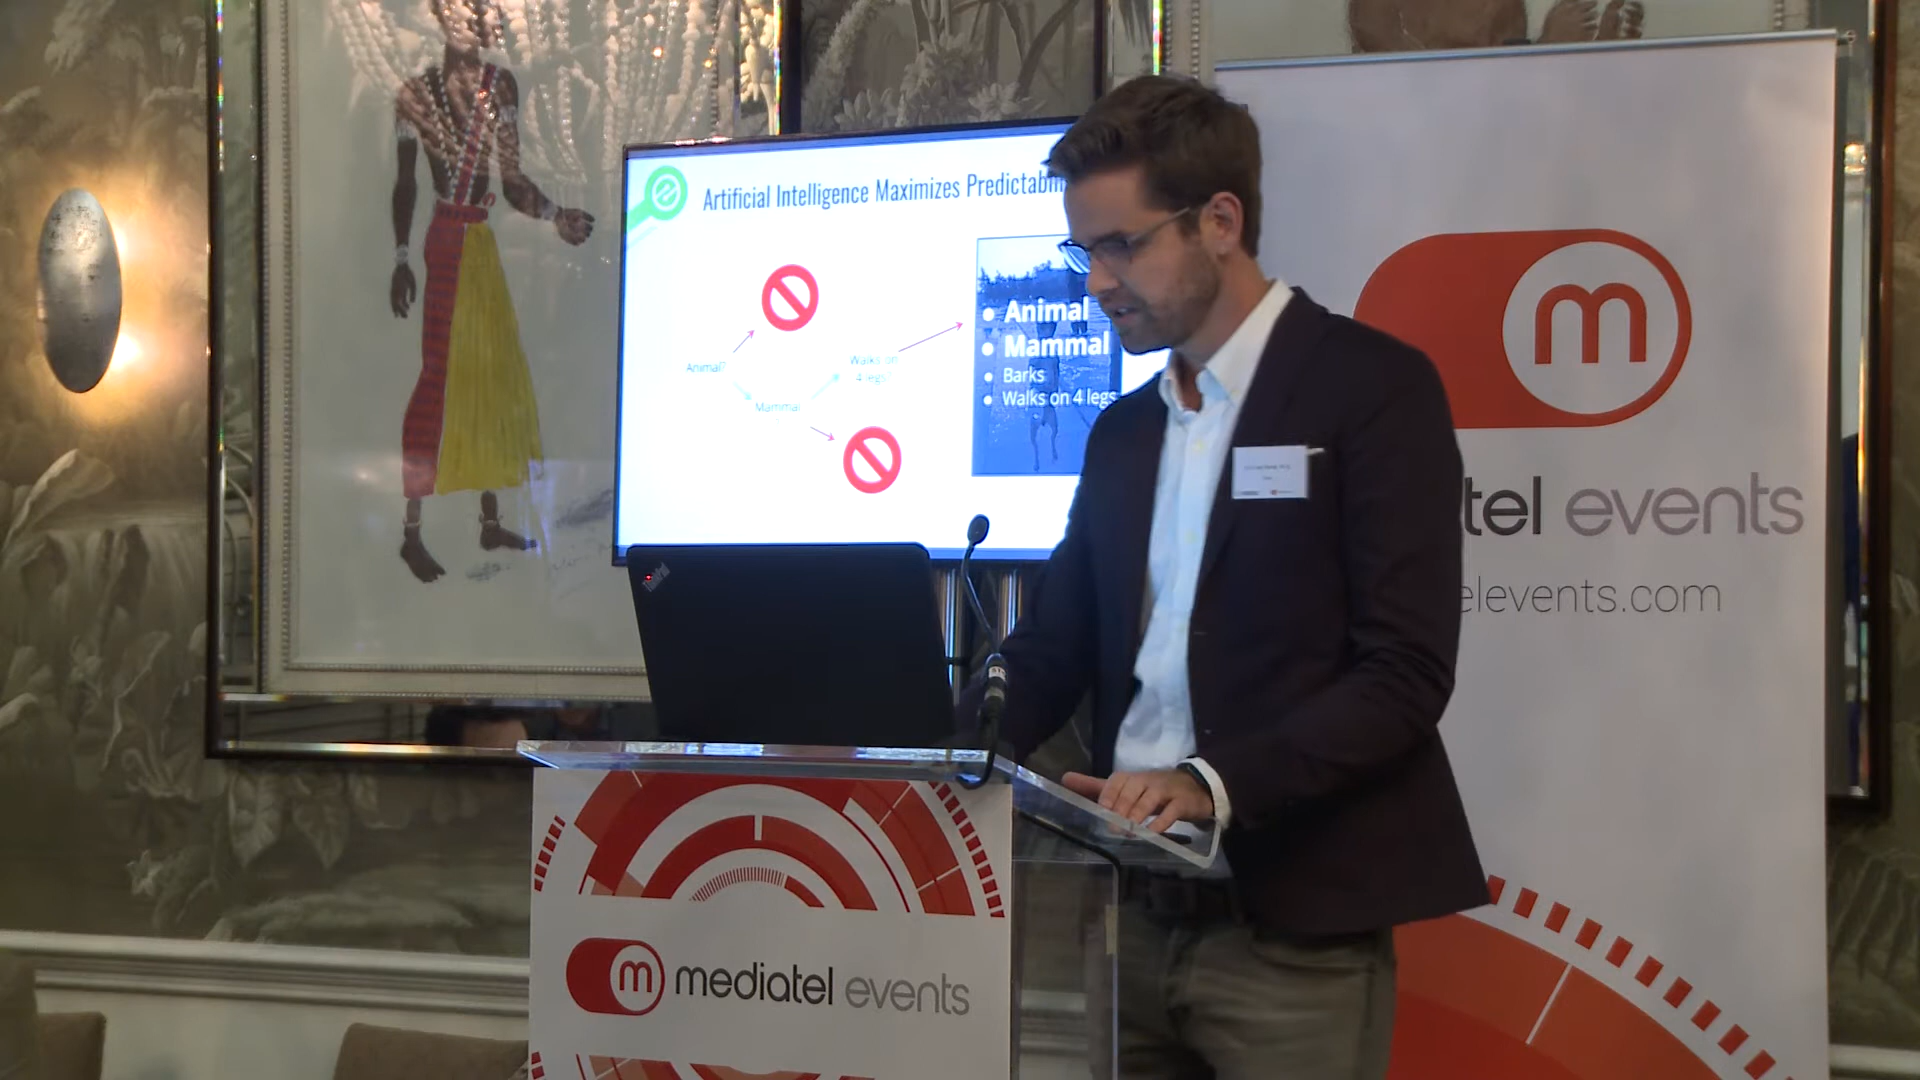 Artificial Intelligence Maximizes
Animal?
Mammal
Walks on
4 legs?
• Animal
• Mammal
• Barks
• Walks on 4 legs
ThinkPad
m
tel events
elevents.com
m mediatel events